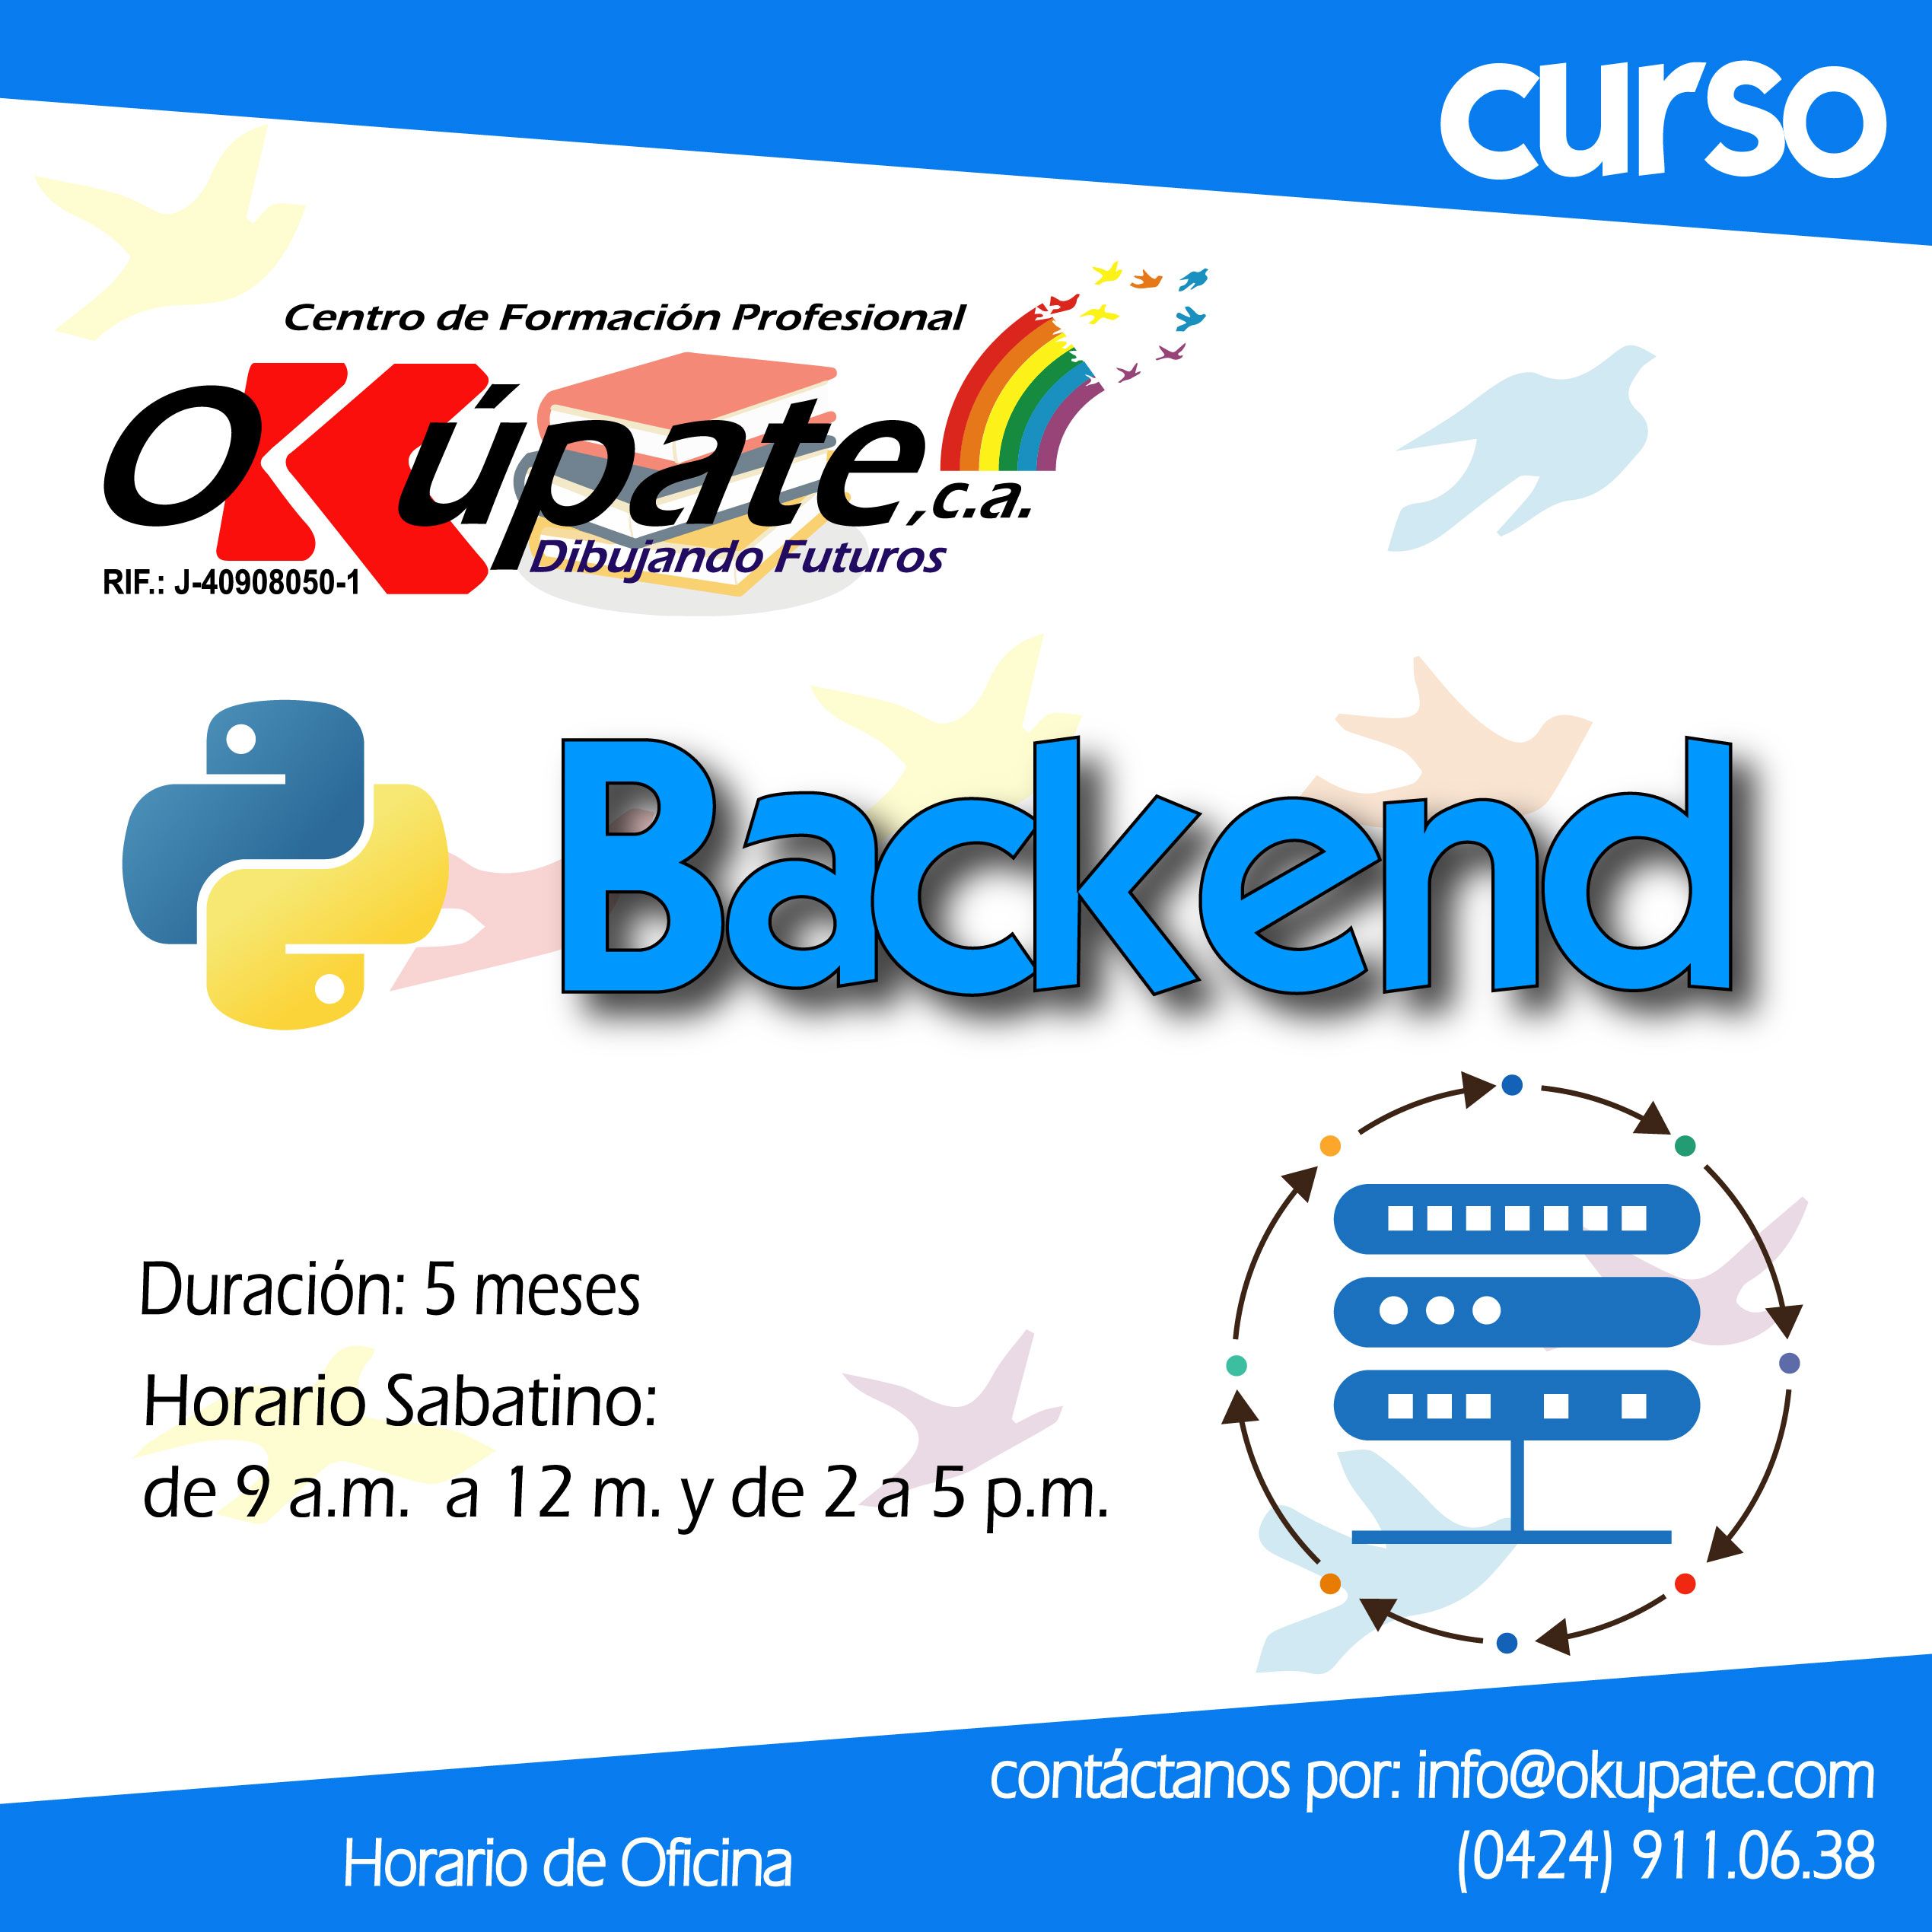 curso
Centro de Formación Profesional
oKúpate, c.a.
Dibujando Futuros
RIF.: J-40908050-1
Backend
Duración: 5 meses
Horario Sabatino:
de 9 a.m. a 12 m. y de 2 a 5 p.m.
contáctanos por: info@okupate.com
(0424) 911.06.38
Horario de Oficina